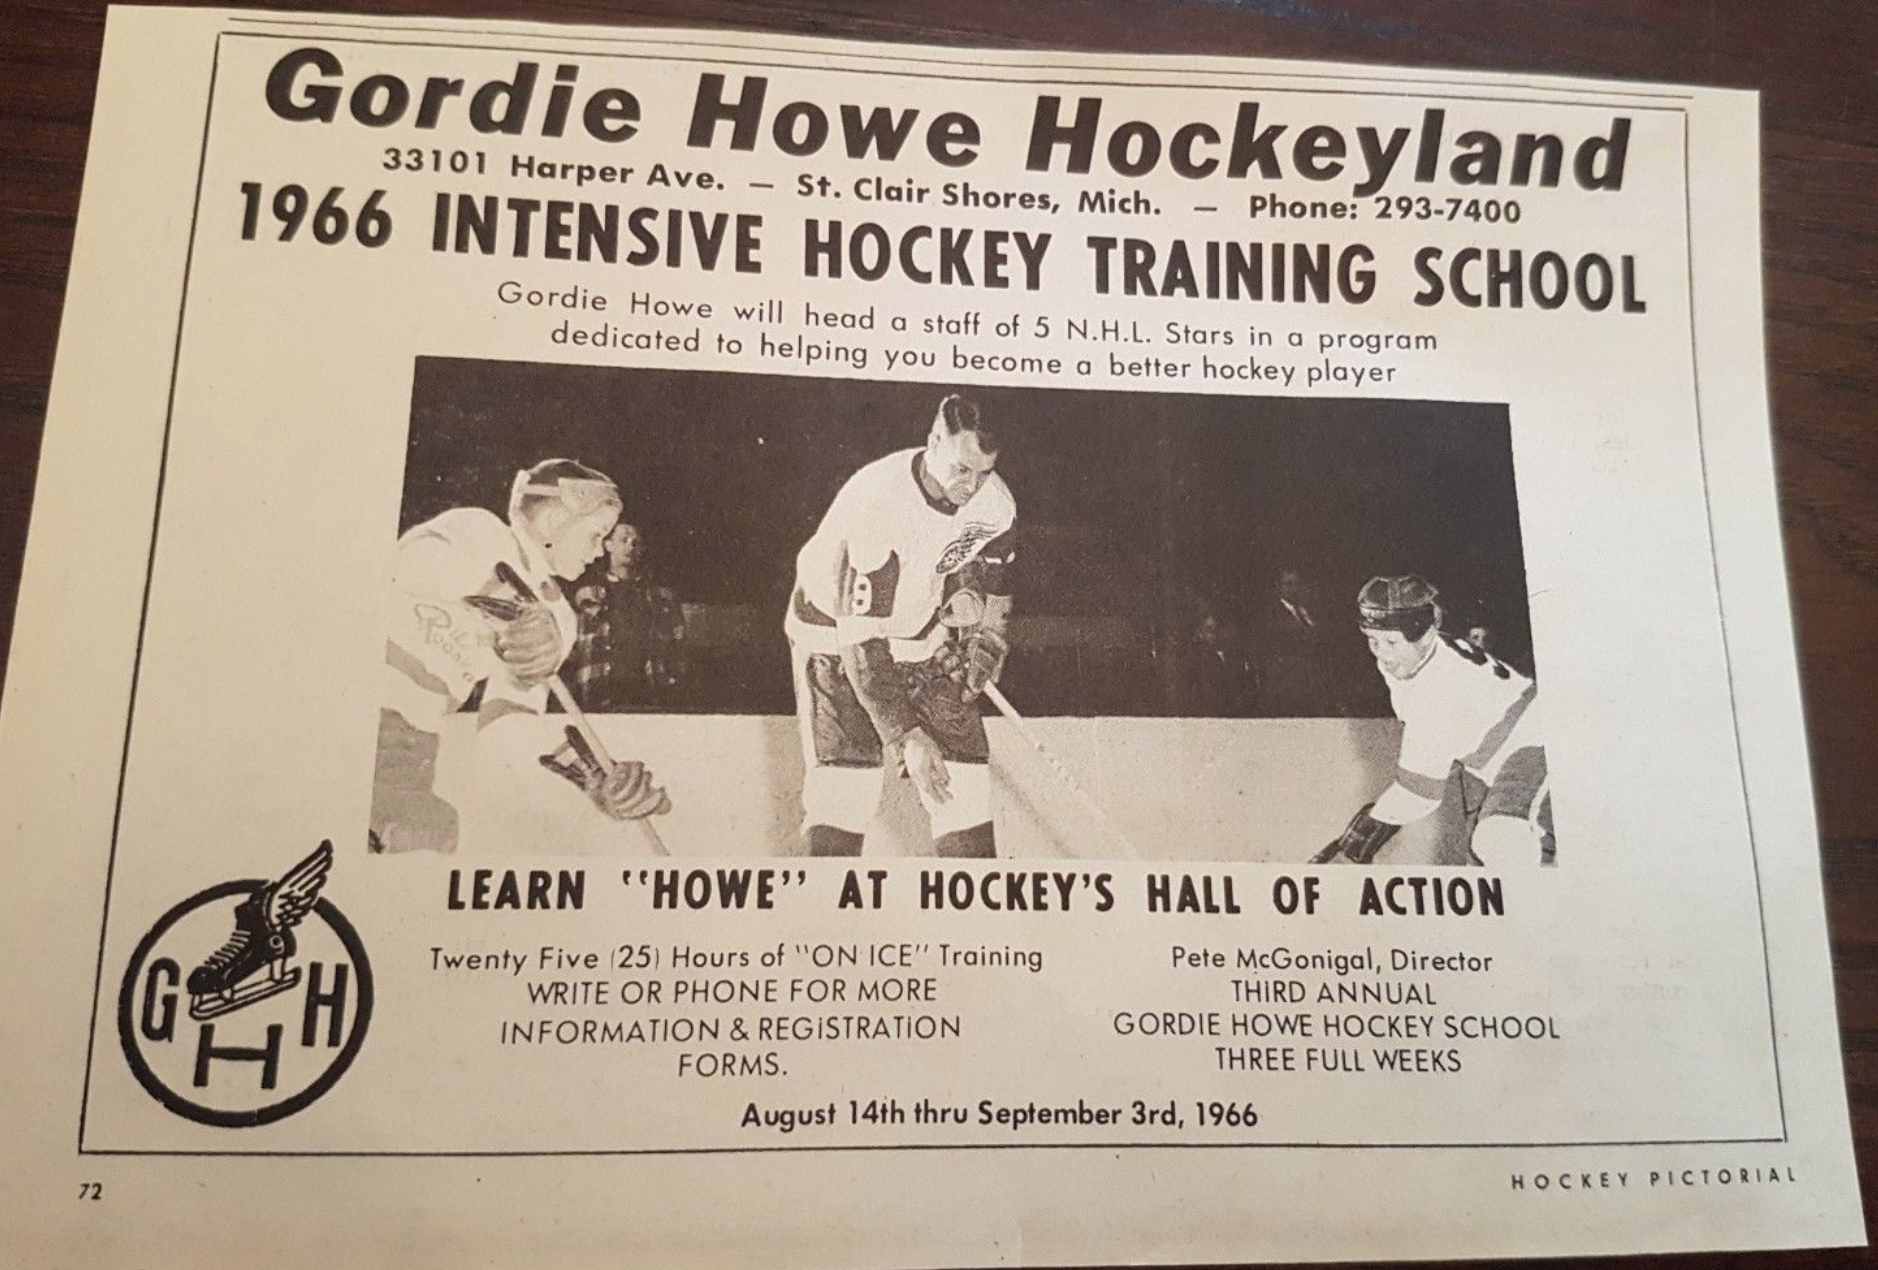 Gordie Howe Hockeyland
33101 Harper Ave. — St. Clair Shores, Mich. — Phone: 293-7400
1966 INTENSIVE HOCKEY TRAINING SCHOOL
Gordie Howe will head a staff of 5 N.H.L. Stars in a program
dedicated to helping you become a better hockey player
LEARN "HOWE" AT HOCKEY'S HALL OF ACTION
Twenty Five (25) Hours of "ON ICE" Training
WRITE OR PHONE FOR MORE
INFORMATION & REGiSTRATiON
FORMS.
Pete McGonigal, Director
THiRD ANNUAL
GORDIE HOWE HOCKEY SCHOOL
THREE FULL WEEKS
August 14th thru September 3rd, 1966
G H H
72
HOCKEY PICTORIAL